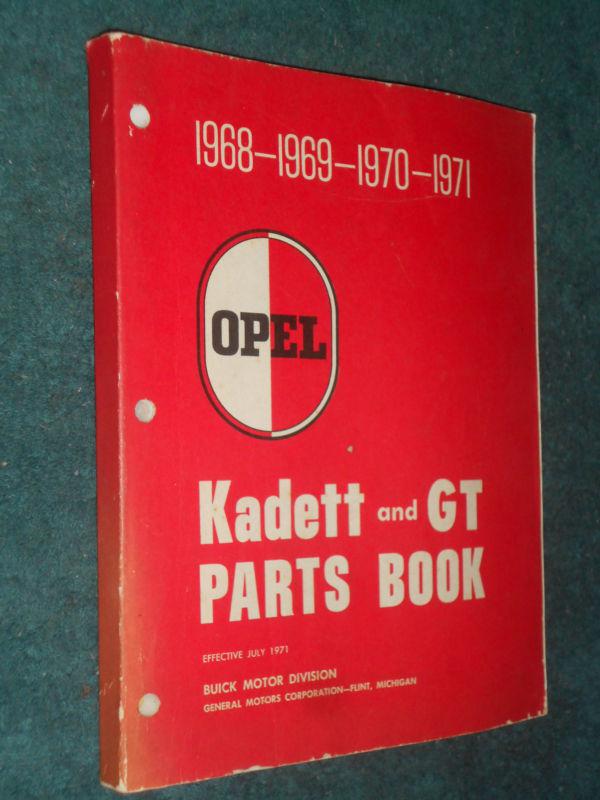 1968–1969–1970–1971
OPEL
Kadett and GT
PARTS BOOK
EFFECTIVE JULY 1971
BUICK MOTOR DIVISION
GENERAL MOTORS CORPORATION—FLINT, MICHIGAN